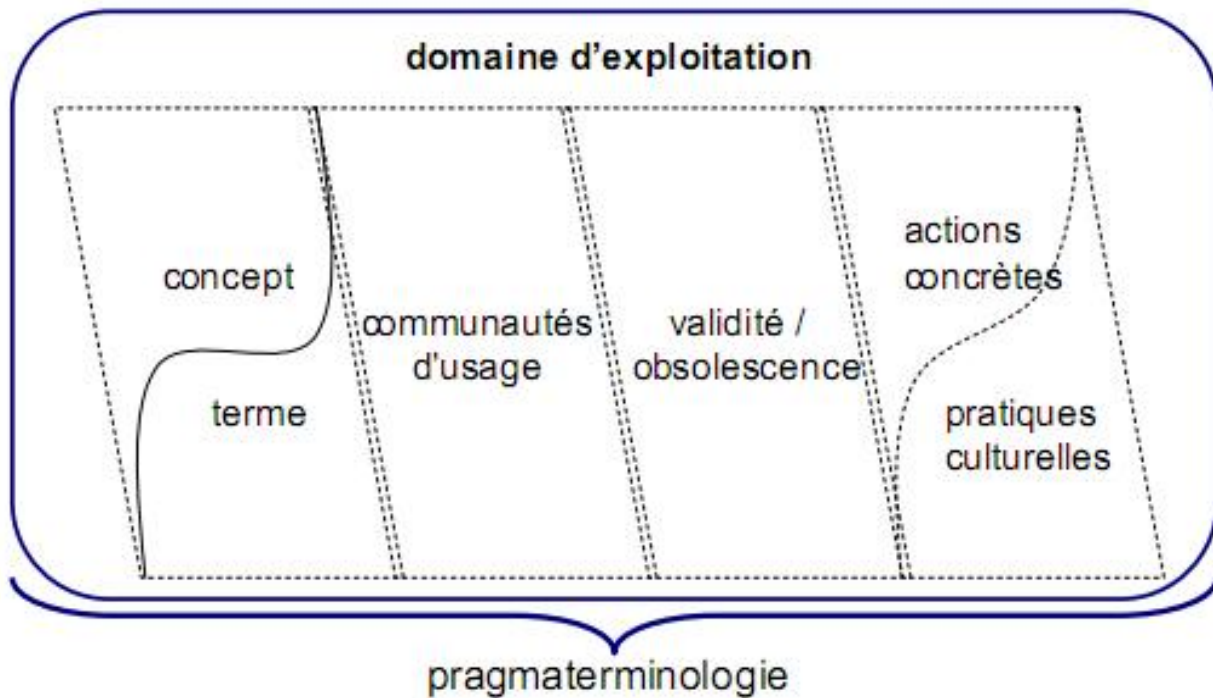 domaine d'exploitation
concept
terme
communautés
d'usage
validité /
obsolescence
actions
concrètes
pratiques
culturelles
pragmaterminologie